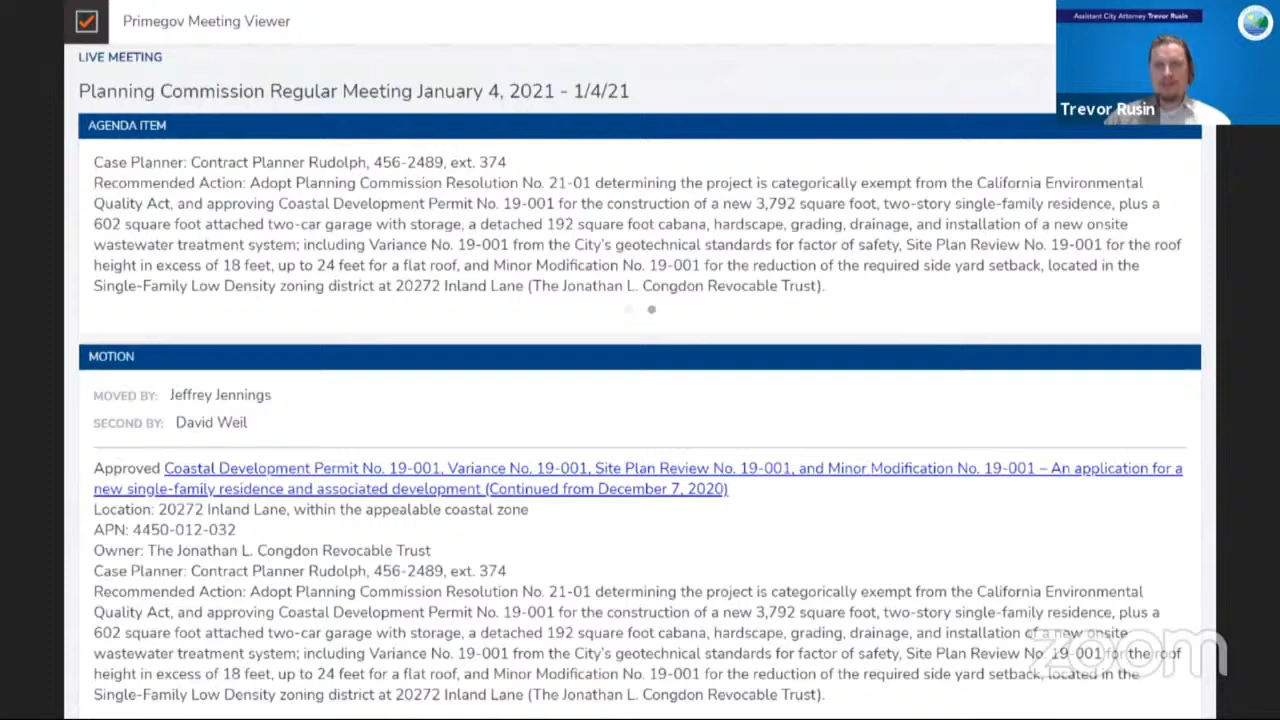 Primegov Meeting Viewer
Assistant City Attorney Trevor Rusin
LIVE MEETING
Planning Commission Regular Meeting January 4, 2021 - 1/4/21
Trevor Rusin
AGENDA ITEM
Case Planner: Contract Planner Rudolph, 456-2489, ext. 374
Recommended Action: Adopt Planning Commission Resolution No. 21-01 determining the project is categorically exempt from the California Environmental
Quality Act, and approving Coastal Development Permit No. 19-001 for the construction of a new 3,792 square foot, two-story single-family residence, plus a
602 square foot attached two-car garage with storage, a detached 192 square foot cabana, hardscape, grading, drainage, and installation of a new onsite
wastewater treatment system; including Variance No. 19-001 from the City's geotechnical standards for factor of safety, Site Plan Review No. 19-001 for the roof
height in excess of 18 feet, up to 24 feet for a flat roof, and Minor Modification No. 19-001 for the reduction of the required side yard setback, located in the
Single-Family Low Density zoning district at 20272 Inland Lane (The Jonathan L. Congdon Revocable Trust).
MOTION
MOVED BY: Jeffrey Jennings
SECOND BY: David Weil
Approved Coastal Development Permit No. 19-001, Variance No. 19-001, Site Plan Review No. 19-001, and Minor Modification No. 19-001 – An application for a
new single-family residence and associated development (Continued from December 7, 2020)
Location: 20272 Inland Lane, within the appealable coastal zone
APN: 4450-012-032
Owner: The Jonathan L. Congdon Revocable Trust
Case Planner: Contract Planner Rudolph, 456-2489, ext. 374
Recommended Action: Adopt Planning Commission Resolution No. 21-01 determining the project is categorically exempt from the California Environmental
Quality Act, and approving Coastal Development Permit No. 19-001 for the construction of a new 3,792 square foot, two-story single-family residence, plus a
602 square foot attached two-car garage with storage, a detached 192 square foot cabana, hardscape, grading, drainage, and installation of a new onsite
wastewater treatment system; including Variance No. 19-001 from the City's geotechnical standards for factor of safety, Site Plan Review No. 19-001 for the roof
height in excess of 18 feet, up to 24 feet for a flat roof, and Minor Modification No. 19-001 for the reduction of the required side yard setback, located in the
Single-Family Low Density zoning district at 20272 Inland Lane (The Jonathan L. Congdon Revocable Trust).
zoom